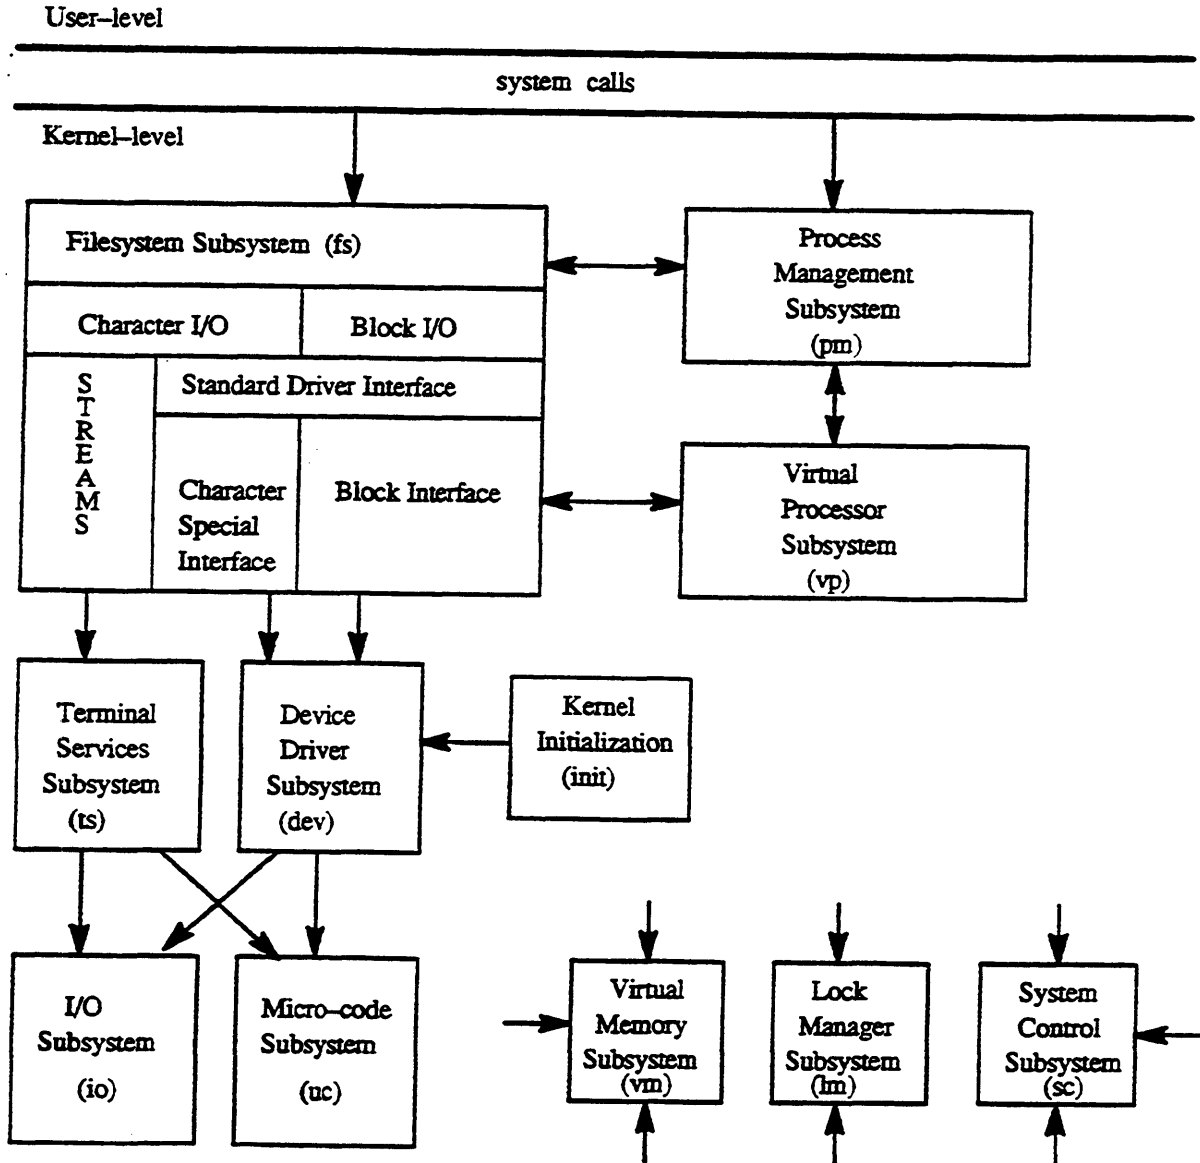 User–level
system calls
Kernel–level
Filesystem Subsystem (fs)
Character I/O
Block I/O
STREAMS
Standard Driver Interface
Character
Special
Interface
Block Interface
Process
Management
Subsystem
(pm)
Virtual
Processor
Subsystem
(vp)
Terminal
Services
Subsystem
(ts)
Device
Driver
Subsystem
(dev)
Kernel
Initialization
(init)
I/O
Subsystem
(io)
Micro–code
Subsystem
(uc)
Virtual
Memory
Subsystem
(vm)
Lock
Manager
Subsystem
(lm)
System
Control
Subsystem
(sc)